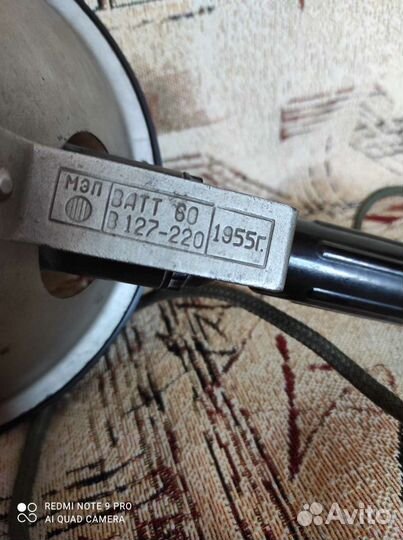 МЭП
ВАТТ 60
В 127-220
1955г.
REDMI NOTE 9 PRO
AI QUAD CAMERA
Avito